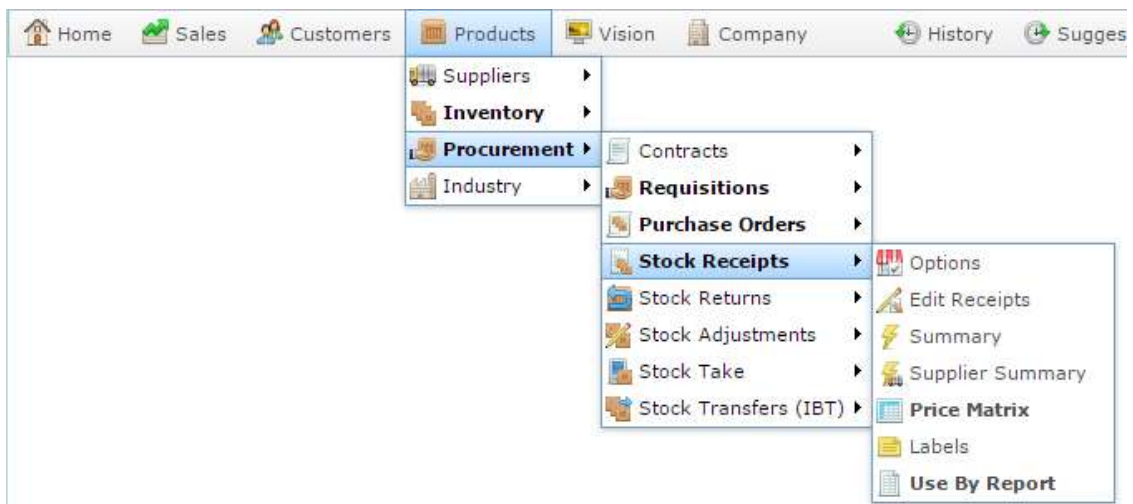 Home Sales Customers Products Vision Company History Sugges
Suppliers
Inventory
Procurement
Industry
Contracts
Requisitions
Purchase Orders
Stock Receipts
Stock Returns
Stock Adjustments
Stock Take
Stock Transfers (IBT)
Options
Edit Receipts
Summary
Supplier Summary
Price Matrix
Labels
Use By Report